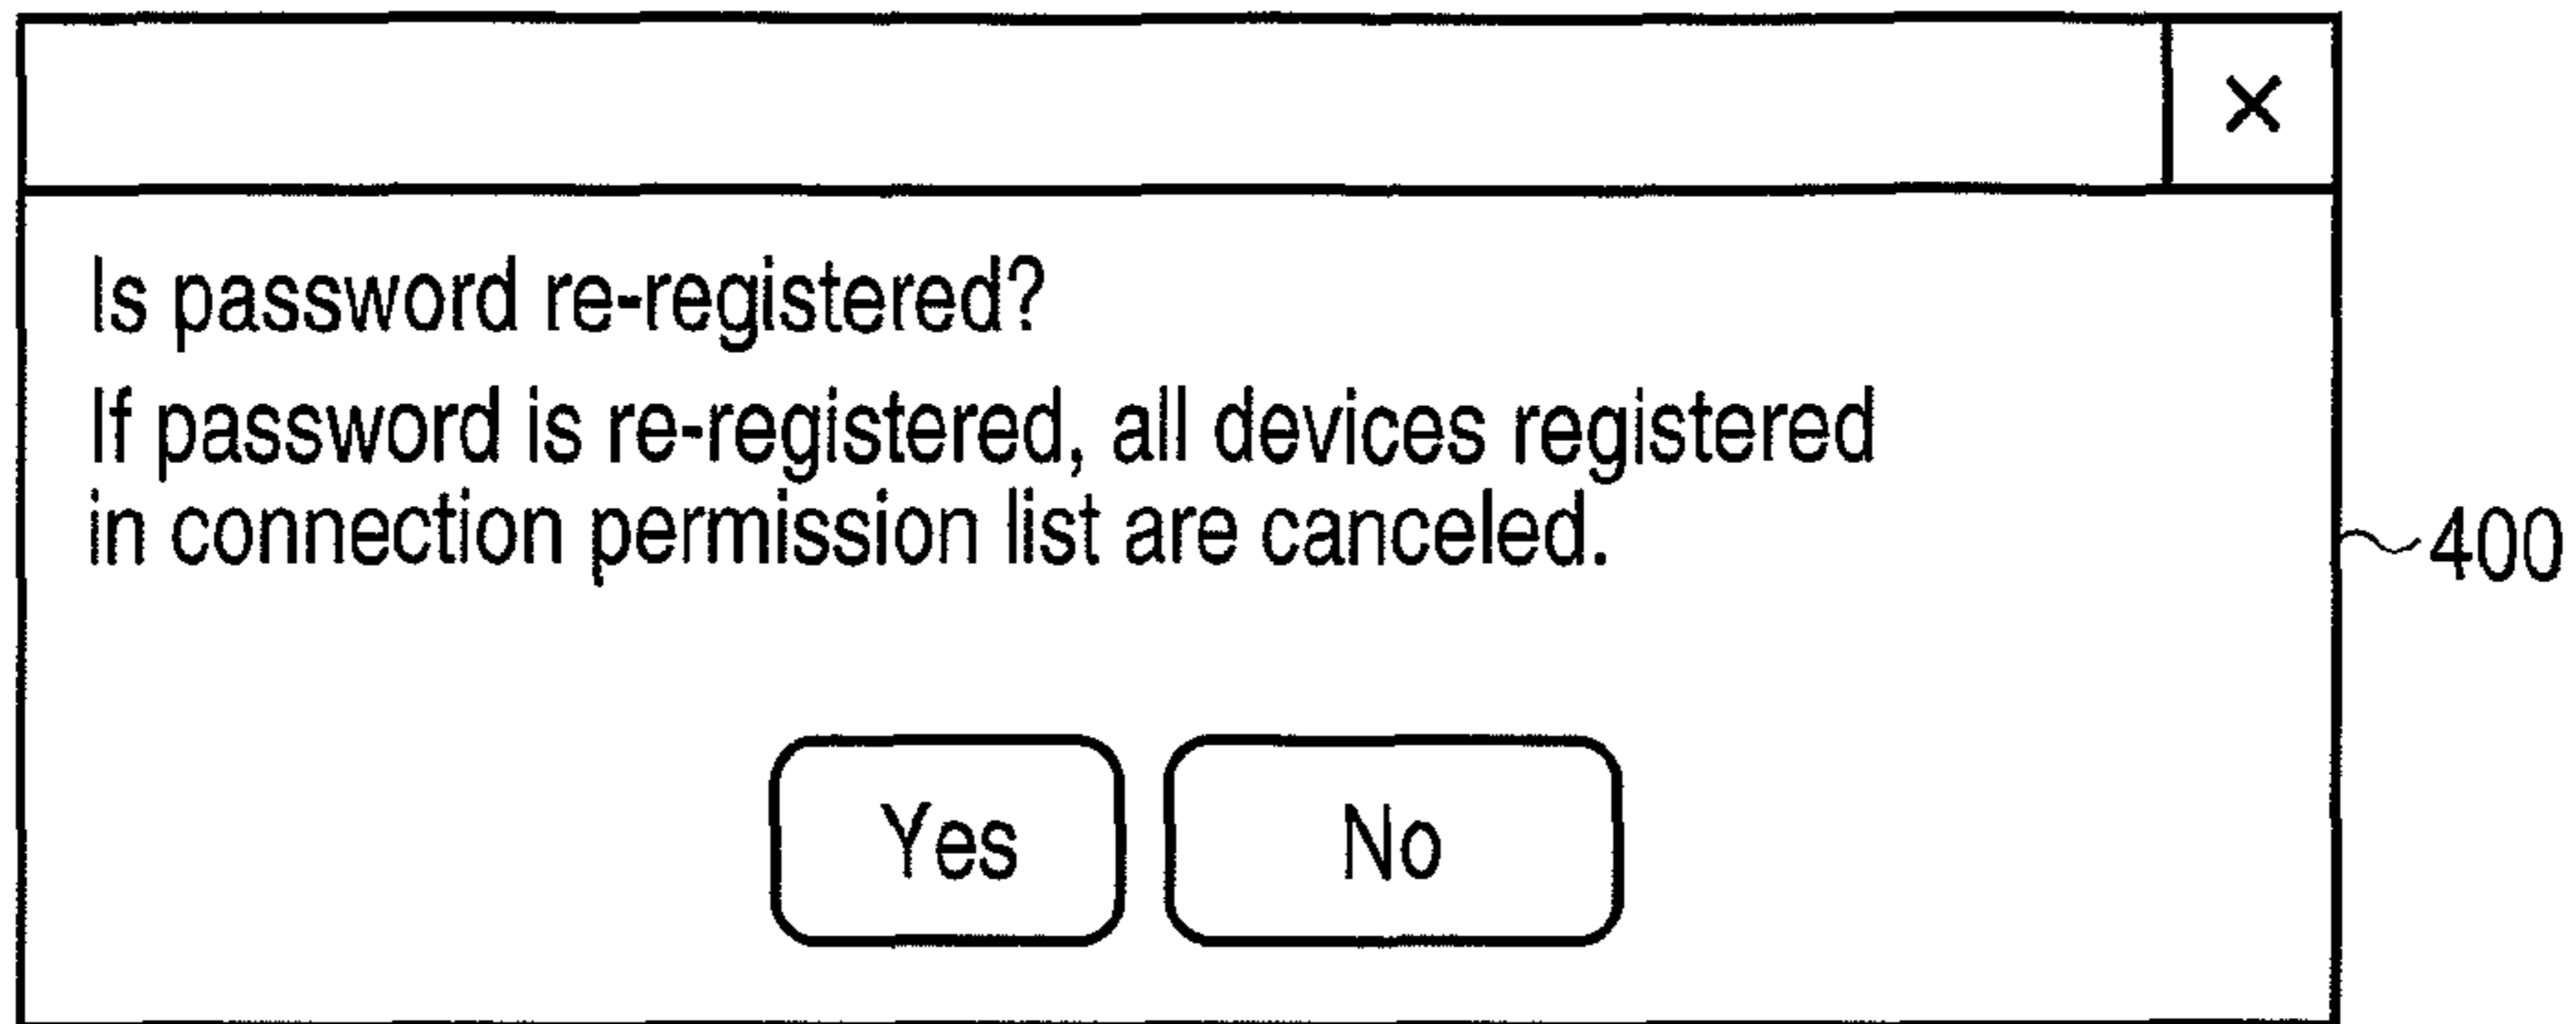 ×
Is password re-registered?
If password is re-registered, all devices registered
in connection permission list are canceled.
400
Yes No